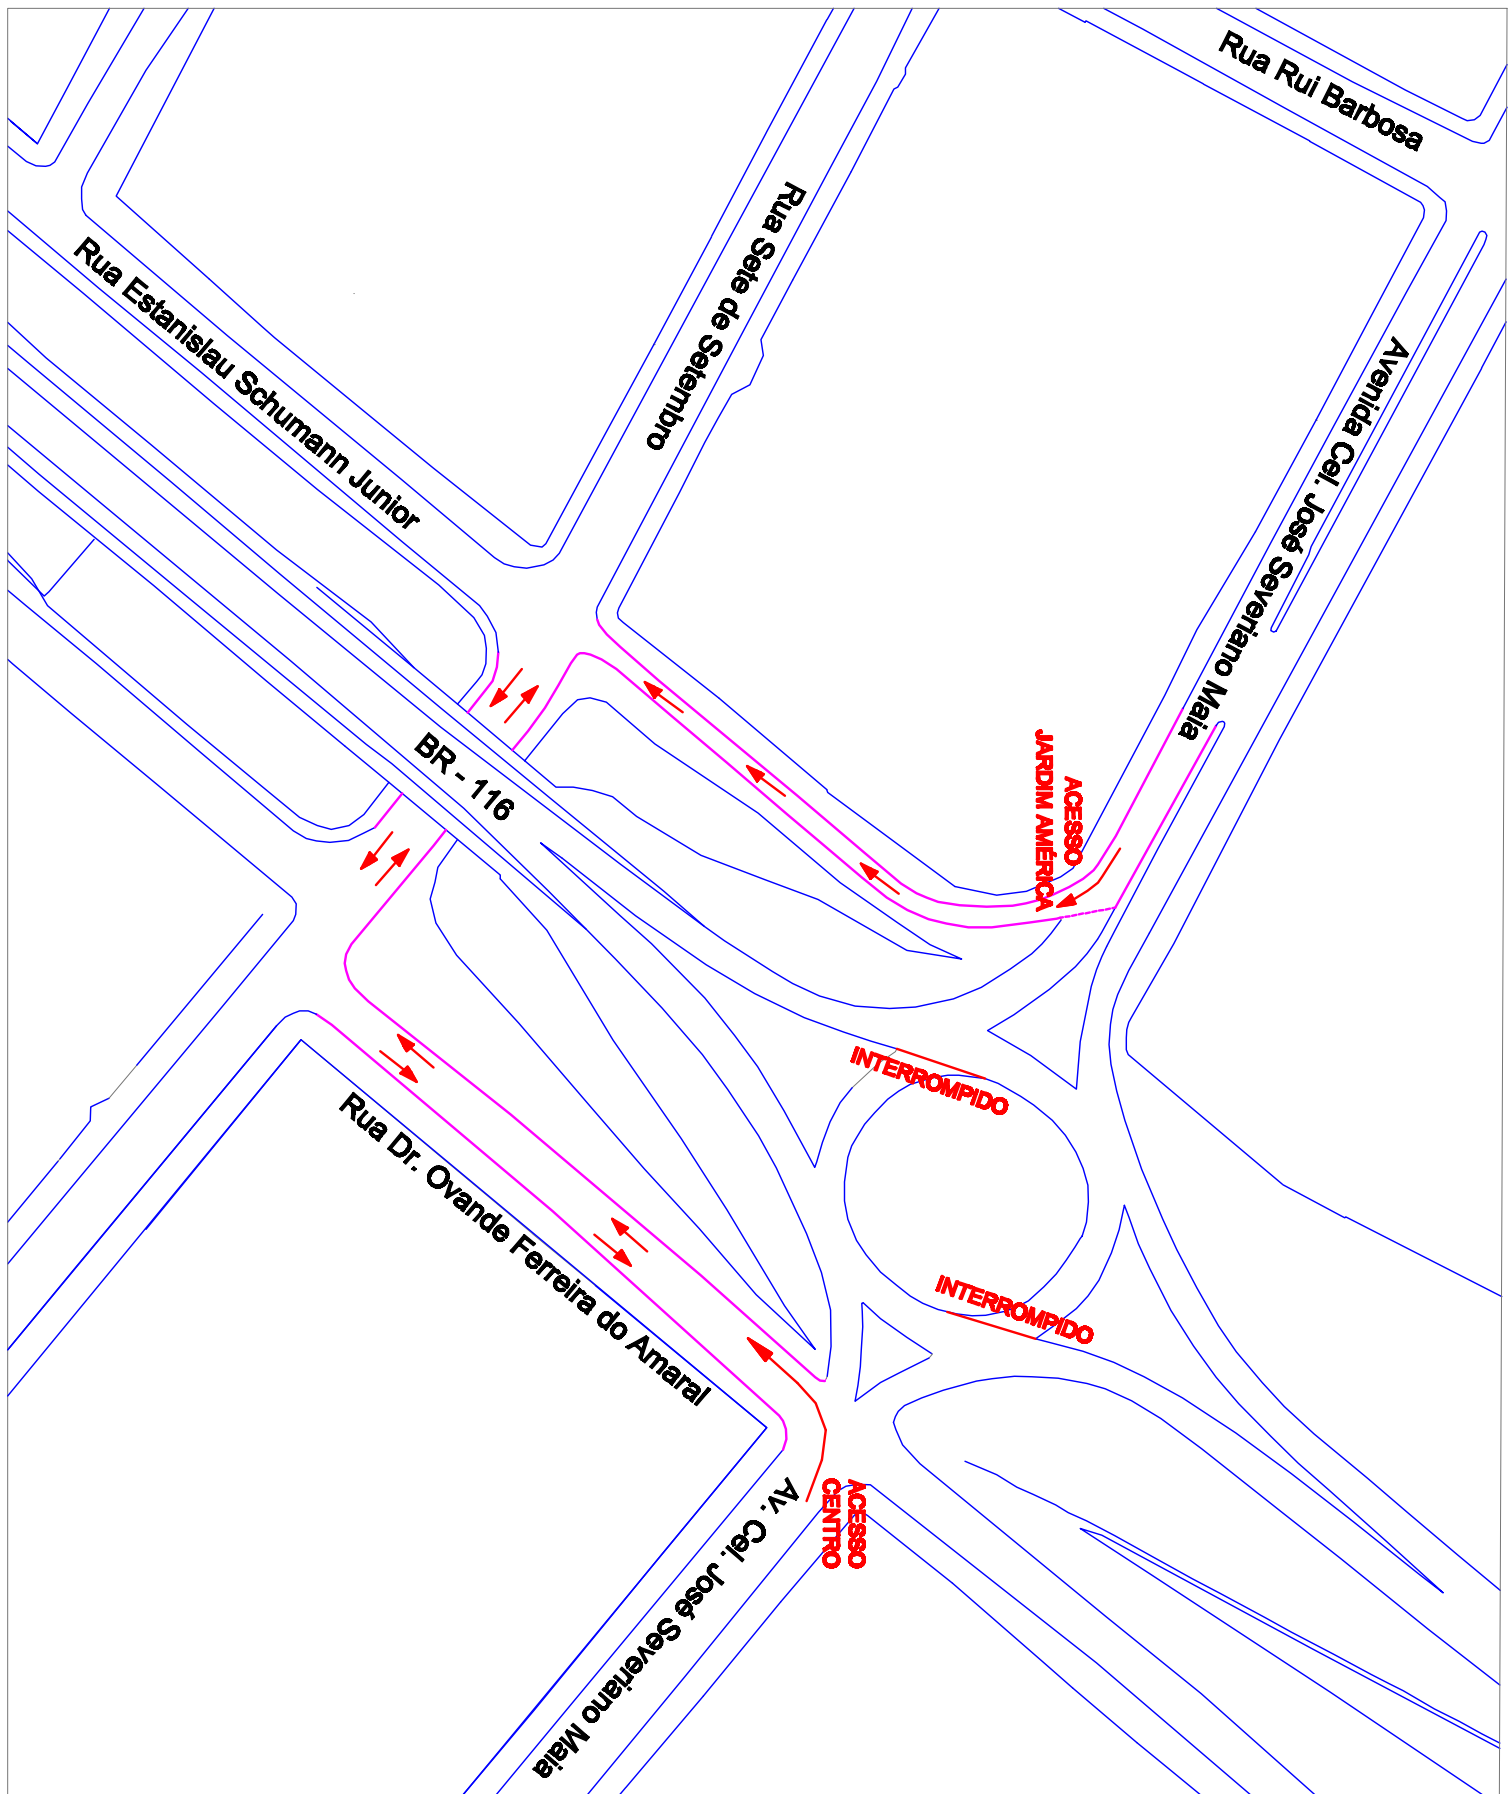 Rua Rui Barbosa
Rua Sete de Setembro
Rua Estanislau Schumann Junior
Avenida Cel. José Severiano Maia
BR - 116
ACESSO
JARDIM AMÉRICA
INTERROMPIDO
Rua Dr. Ovande Ferreira do Amaral
INTERROMPIDO
ACESSO
CENTRO
Av. Cel. José Severiano Maia